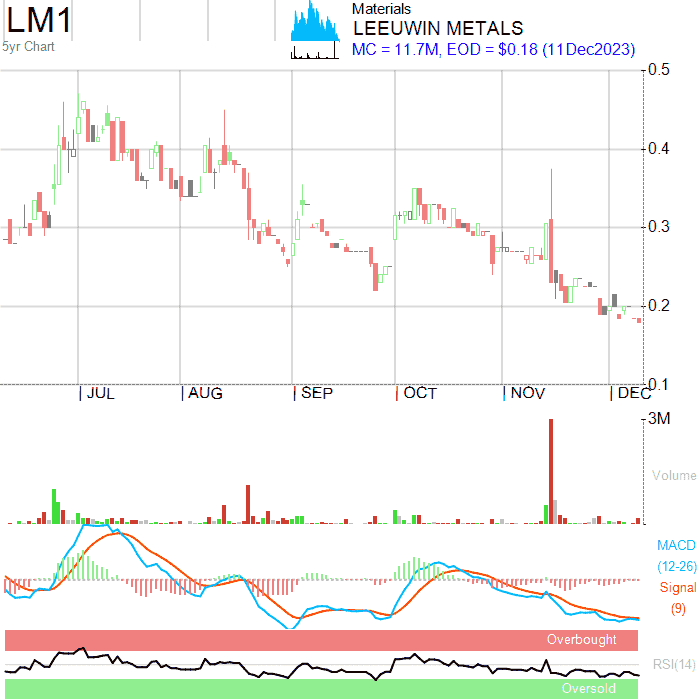 LM1
5yr Chart
Materials
LEEUWIN METALS
MC = 11.7M, EOD = $0.18 (11Dec2023)
0.5
0.4
0.3
0.2
0.1
JUL AUG SEP OCT NOV DEC
3M
Volume
MACD
(12-26)
Signal
(9)
Overbought
RSI(14)
Oversold